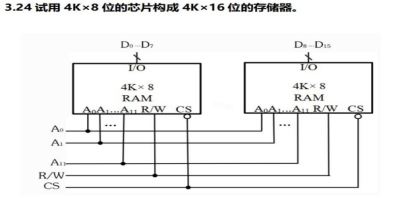 3.24 试用 4K×8 位的芯片构成 4K×16 位的存储器。
D₀...D₇ D₈...D₁₅
I/O I/O
4K× 8 4K× 8
RAM RAM
A₀A₁...A₁₁ R/W CS A₀A₁...A₁₁ R/W CS
... ...
A₀
A₁
A₁₁
R/W
CS